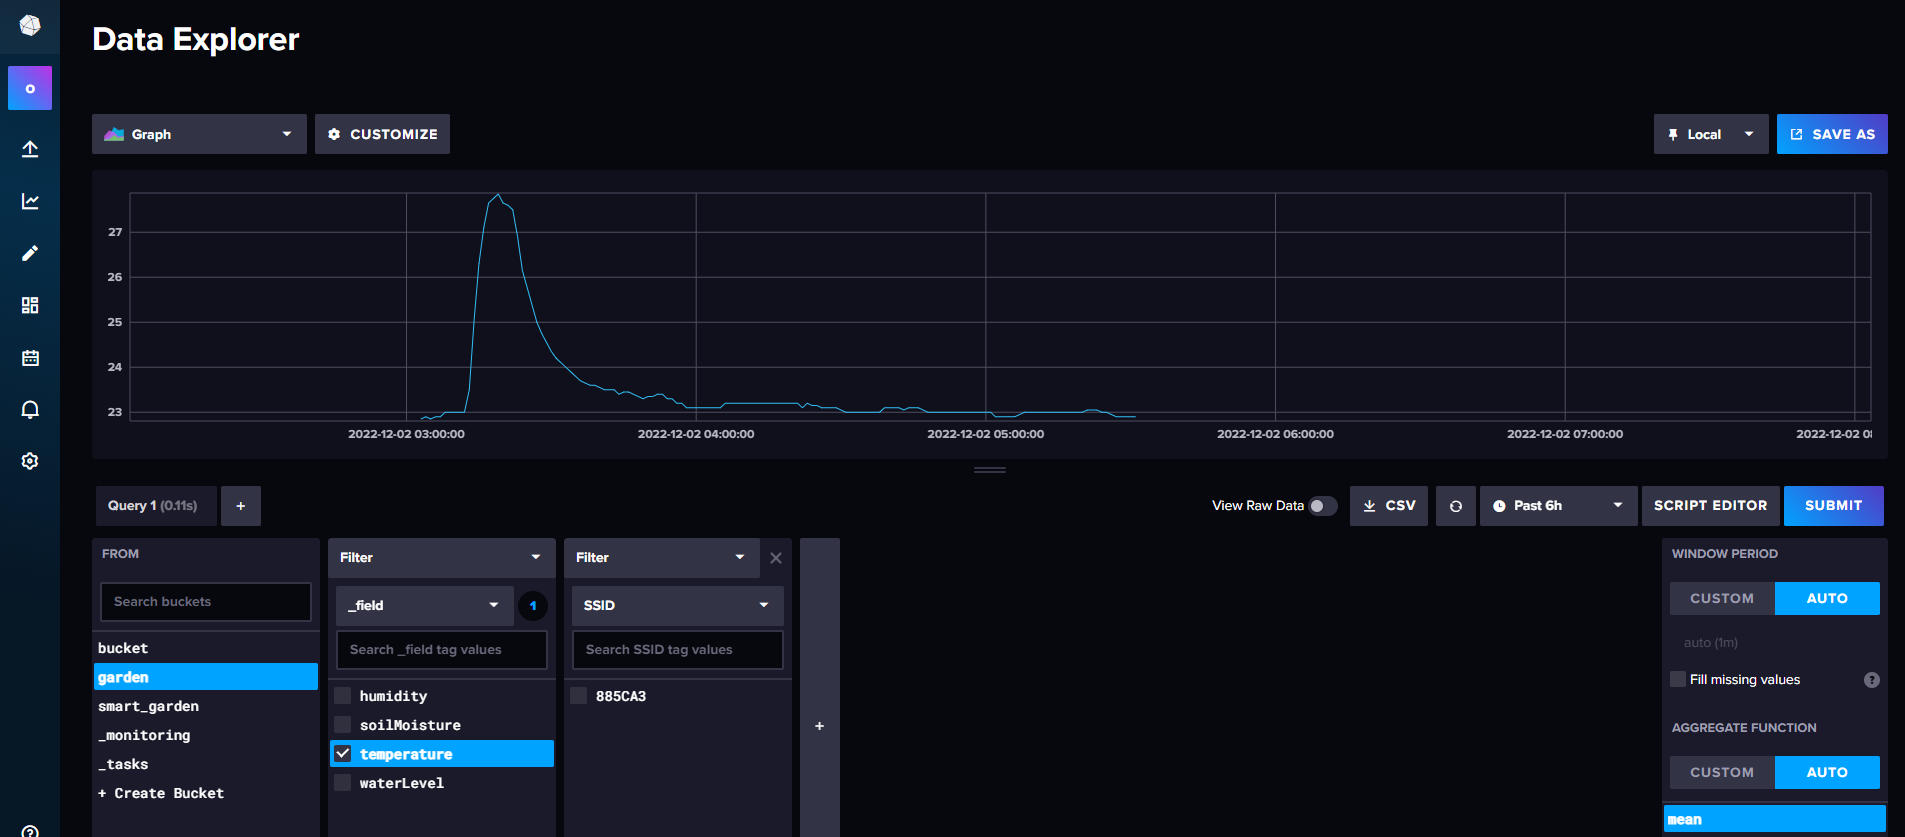 Data Explorer
o
Graph
CUSTOMIZE
Local
SAVE AS
27
26
25
24
23
2022-12-02 03:00:00
2022-12-02 04:00:00
2022-12-02 05:00:00
2022-12-02 06:00:00
2022-12-02 07:00:00
2022-12-02 0
Query 1 (0.11s)
+
View Raw Data
CSV
Past 6h
SCRIPT EDITOR
SUBMIT
FROM
Search buckets
bucket
garden
smart_garden
_monitoring
_tasks
+ Create Bucket
Filter
_field
1
Search _field tag values
humidity
soilMoisture
temperature
waterLevel
Filter
SSID
Search SSID tag values
885CA3
+
WINDOW PERIOD
CUSTOM
AUTO
auto (1m)
Fill missing values
?
AGGREGATE FUNCTION
CUSTOM
AUTO
mean